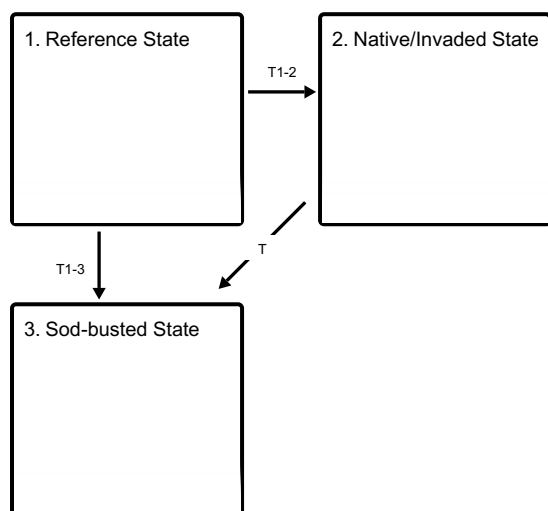 1. Reference State
2. Native/Invaded State
T1-2
T
T1-3
3. Sod-busted State